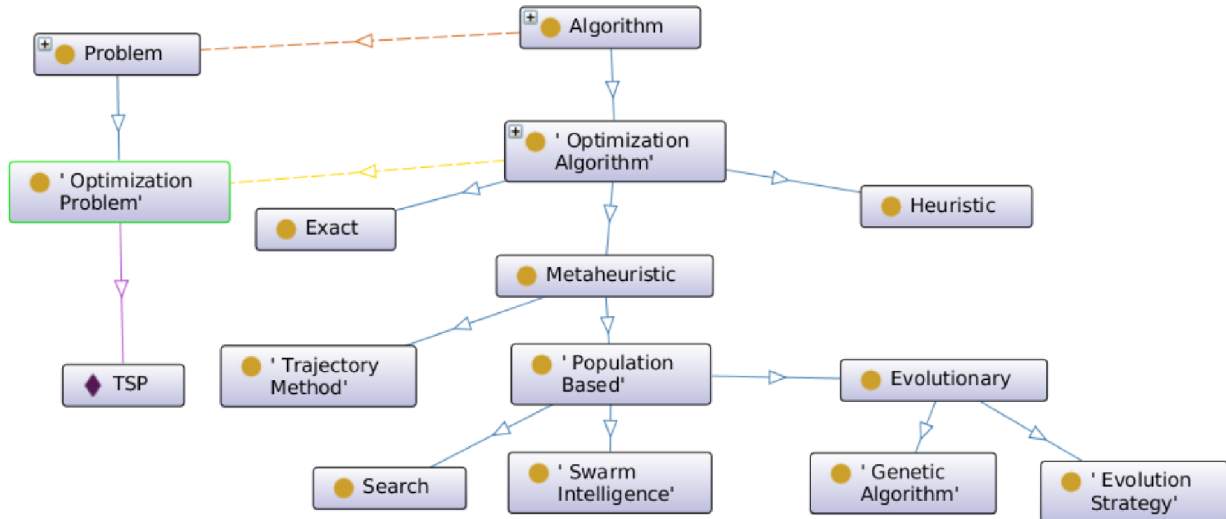 Algorithm
Problem
' Optimization
Algorithm'
' Optimization
Problem'
Heuristic
Exact
Metaheuristic
' Trajectory
Method'
' Population
Based'
Evolutionary
TSP
Search
' Swarm
Intelligence'
' Genetic
Algorithm'
' Evolution
Strategy'